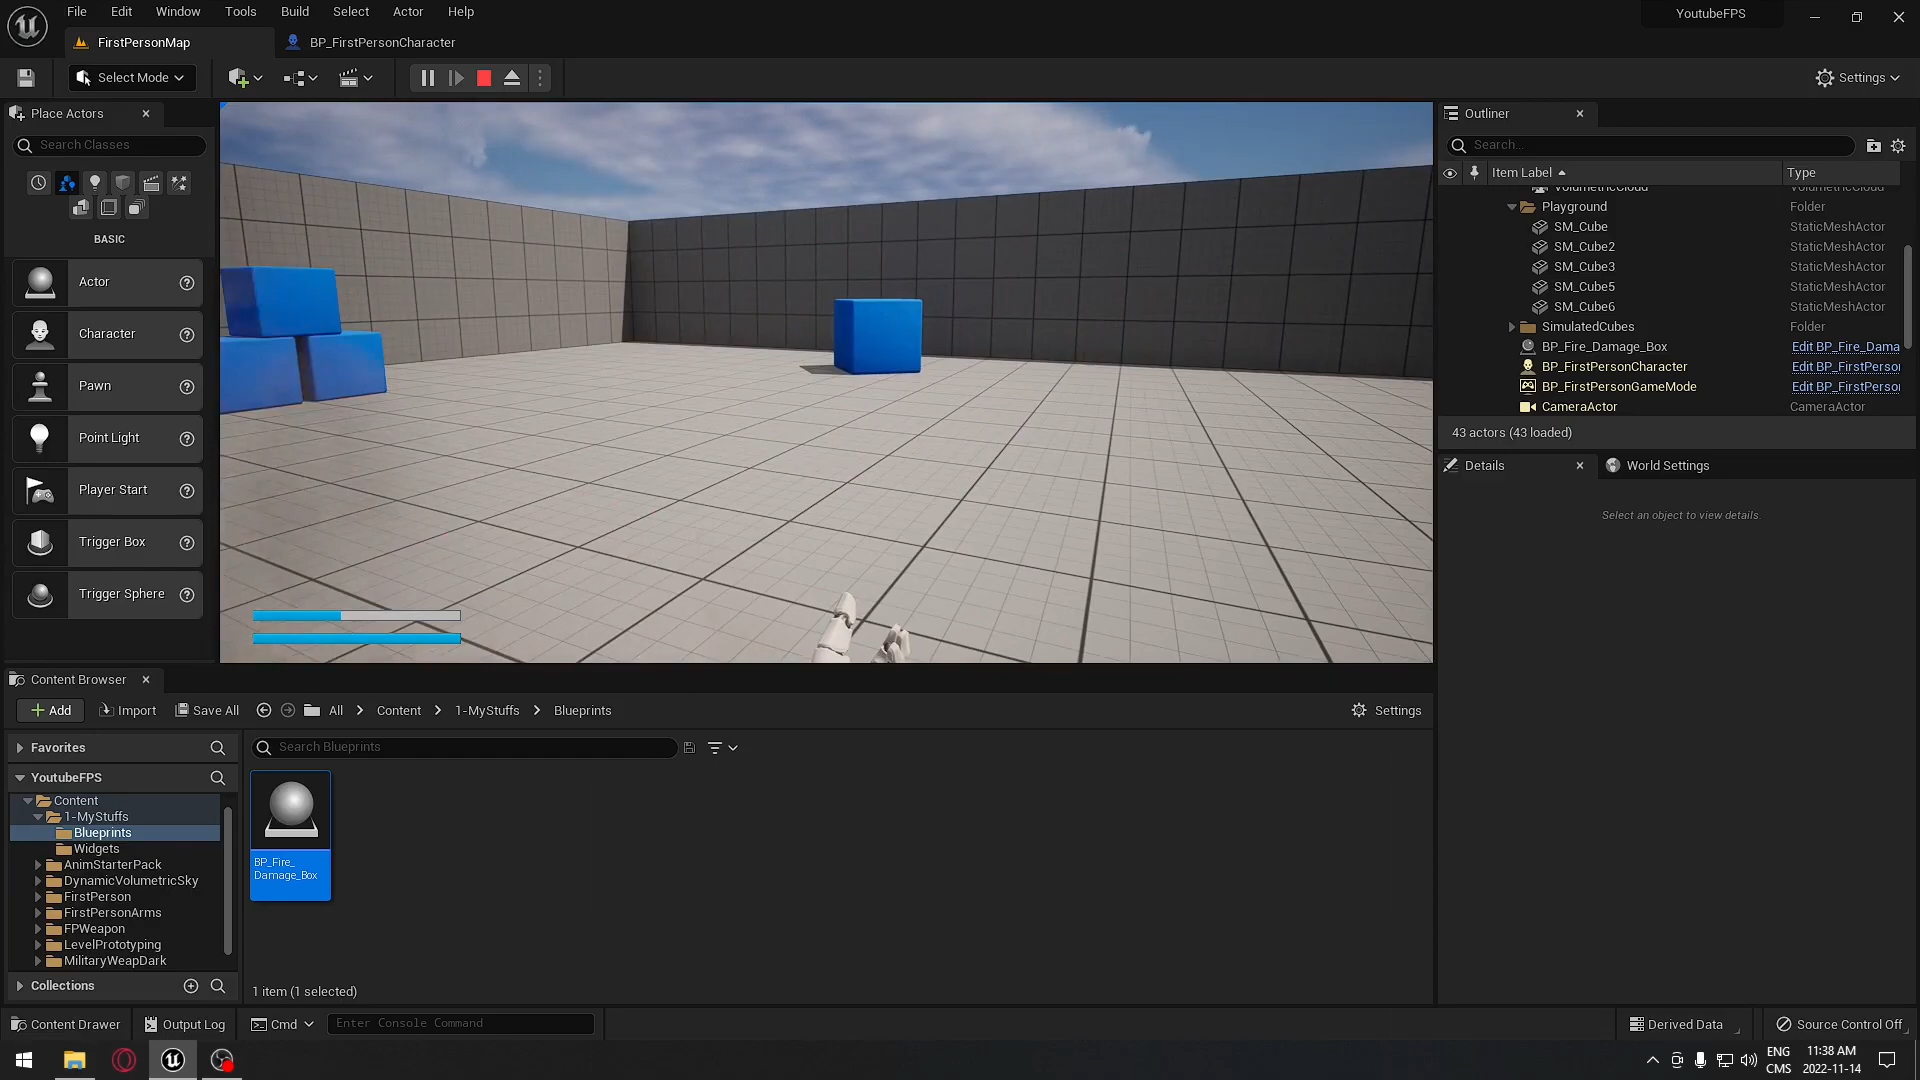 File Edit Window Tools Build Select Actor Help
YoutubeFPS
FirstPersonMap
BP_FirstPersonCharacter
Select Mode
Settings
Place Actors
Search Classes
BASIC
Actor
Character
Pawn
Point Light
Player Start
Trigger Box
Trigger Sphere
Outliner
Search...
Item Label
Type
VolumetricCloud VolumetricCloud
Playground Folder
SM_Cube StaticMeshActor
SM_Cube2 StaticMeshActor
SM_Cube3 StaticMeshActor
SM_Cube5 StaticMeshActor
SM_Cube6 StaticMeshActor
SimulatedCubes Folder
BP_Fire_Damage_Box Edit BP_Fire_Dama
BP_FirstPersonCharacter Edit BP_FirstPerso
BP_FirstPersonGameMode Edit BP_FirstPerso
CameraActor CameraActor
43 actors (43 loaded)
Details
World Settings
Select an object to view details.
Content Browser
Add
Import
Save All
All
Content
1-MyStuffs
Blueprints
Settings
Favorites
YoutubeFPS
Content
1-MyStuffs
Blueprints
Widgets
AnimStarterPack
DynamicVolumetricSky
FirstPerson
FirstPersonArms
FPWeapon
LevelPrototyping
MilitaryWeapDark
Collections
Search Blueprints
BP_Fire_
Damage_Box
1 item (1 selected)
Content Drawer
Output Log
Cmd
Enter Console Command
Derived Data
Source Control Off
ENG
CMS
11:38 AM
2022-11-14